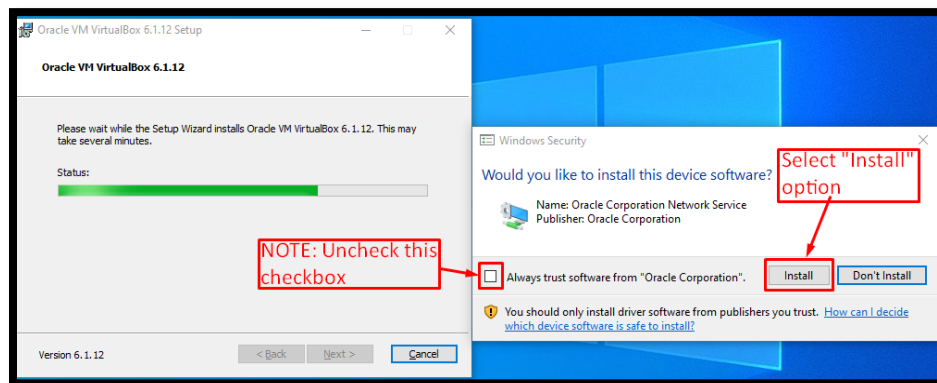 Oracle VM VirtualBox 6.1.12 Setup
Oracle VM VirtualBox 6.1.12
Please wait while the Setup Wizard installs Oracle VM VirtualBox 6.1.12. This may
take several minutes.
Status:
NOTE: Uncheck this
checkbox
Version 6.1.12
< Back
Next >
Cancel
Windows Security
Would you like to install this device software?
Select "Install"
option
Name: Oracle Corporation Network Service
Publisher: Oracle Corporation
Always trust software from "Oracle Corporation".
Install
Don't Install
You should only install driver software from publishers you trust. How can I decide
which device software is safe to install?